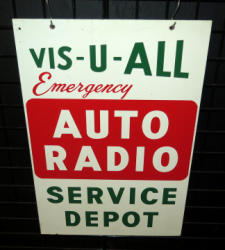 VIS-U-ALL
Emergency
AUTO
RADIO
SERVICE
DEPOT